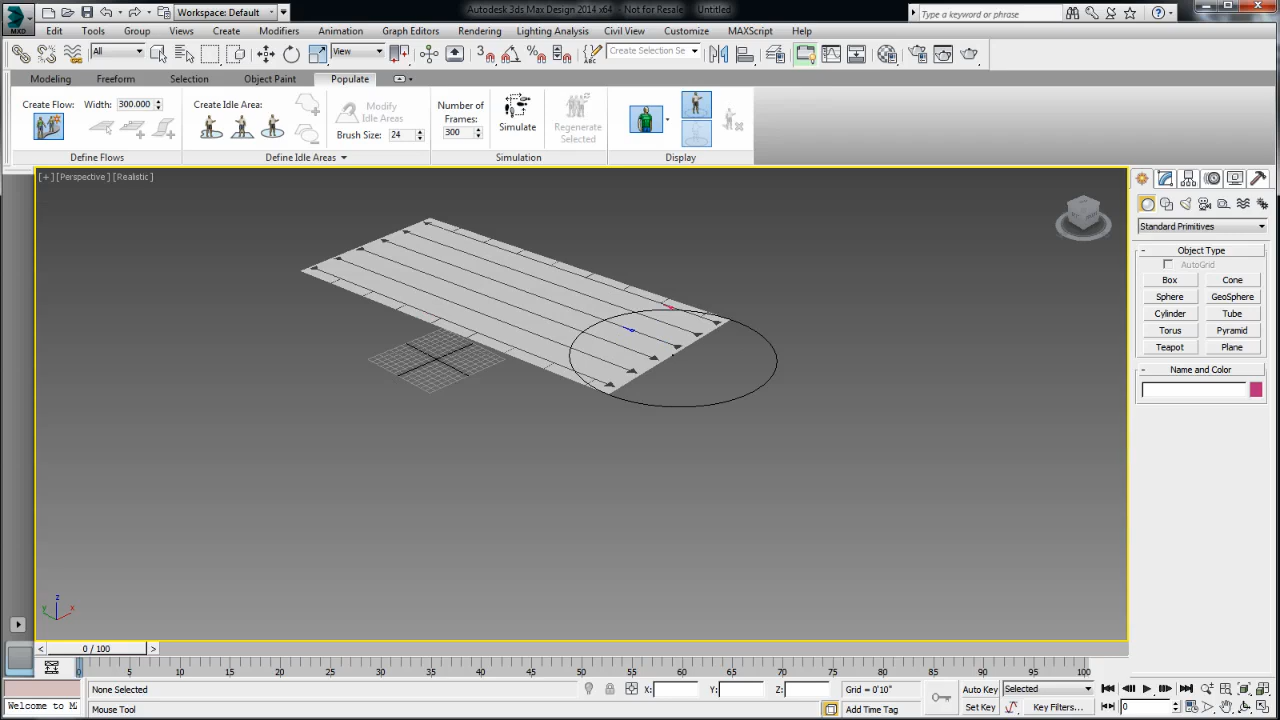 Workspace: Default
Autodesk 3ds Max Design 2014 x64 - Not for Resale Untitled
Type a keyword or phrase
MXD
Edit Tools Group Views Create Modifiers Animation Graph Editors Rendering Lighting Analysis Civil View Customize MAXScript Help
All
View
3
ABC
Create Selection Se
Modeling Freeform Selection Object Paint Populate
Create Flow: Width: 300.000
Create Idle Area:
Modify
Idle Areas
Brush Size: 24
Number of
Frames:
300
Simulate
Regenerate
Selected
Define Flows
Define Idle Areas
Simulation
Display
[+] [Perspective] [Realistic]
Standard Primitives
- Object Type
AutoGrid
Box Cone
Sphere GeoSphere
Cylinder Tube
Torus Pyramid
Teapot Plane
- Name and Color
z
y x
< 0 / 100 >
0 5 10 15 20 25 30 35 40 45 50 55 60 65 70 75 80 85 90 95 100
None Selected
X: Y: Z:
Grid = 0'10"
Auto Key
Selected
Welcome to M
Mouse Tool
Add Time Tag
Set Key
Key Filters...
0